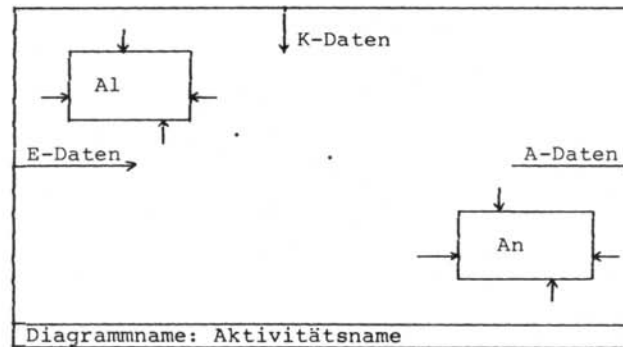 K-Daten
A1
E-Daten
A-Daten
An
Diagrammname: Aktivitätsname